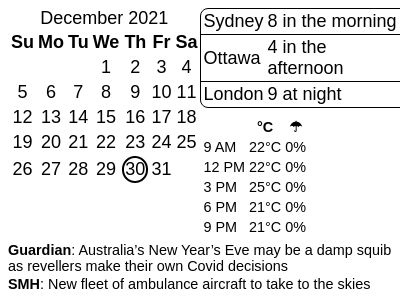 December 2021
Su Mo Tu We Th Fr Sa
1 2 3 4
5 6 7 8 9 10 11
12 13 14 15 16 17 18
19 20 21 22 23 24 25
26 27 28 29 30 31
Sydney 8 in the morning
Ottawa 4 in the
afternoon
London 9 at night
°C ☂
9 AM 22°C 0%
12 PM 22°C 0%
3 PM 25°C 0%
6 PM 21°C 0%
9 PM 21°C 0%
Guardian: Australia’s New Year’s Eve may be a damp squib
as revellers make their own Covid decisions
SMH: New fleet of ambulance aircraft to take to the skies